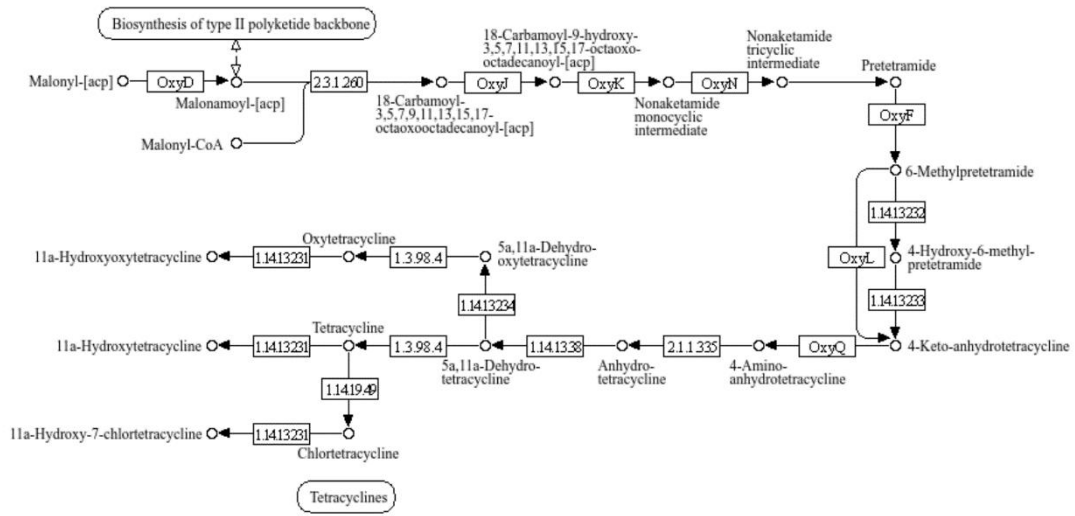 Biosynthesis of type II polyketide backbone
18-Carbamoyl-9-hydroxy-
3,5,7,11,13,15,17-octaoxo-
octadecanoyl-[acp]
Nonaketamide
tricyclic
intermediate
Pretetramide
Malonyl-[acp]
OxyD
2.3.1.260
OxyJ
OxyK
OxyN
Malonamoyl-[acp]
18-Carbamoyl-
3,5,7,9,11,13,15,17-
octaoxooctadecanoyl-[acp]
Nonaketamide
monocyclic
intermediate
OxyF
Malonyl-CoA
6-Methylpretetramide
1.14.13.232
Oxytetracycline
5a,11a-Dehydro-
oxytetracycline
11a-Hydroxyoxytetracycline
1.14.13.231
1.3.98.4
OxyL
4-Hydroxy-6-methyl-
pretetramide
1.14.13.234
1.14.13.233
Tetracycline
11a-Hydroxytetracycline
1.14.13.231
1.3.98.4
1.14.13.38
2.1.1.335
OxyQ
4-Keto-anhydrotetracycline
5a,11a-Dehydro-
tetracycline
Anhydro-
tetracycline
4-Amino-
anhydrotetracycline
1.14.19.49
11a-Hydroxy-7-chlortetracycline
1.14.13.231
Chlortetracycline
Tetracyclines